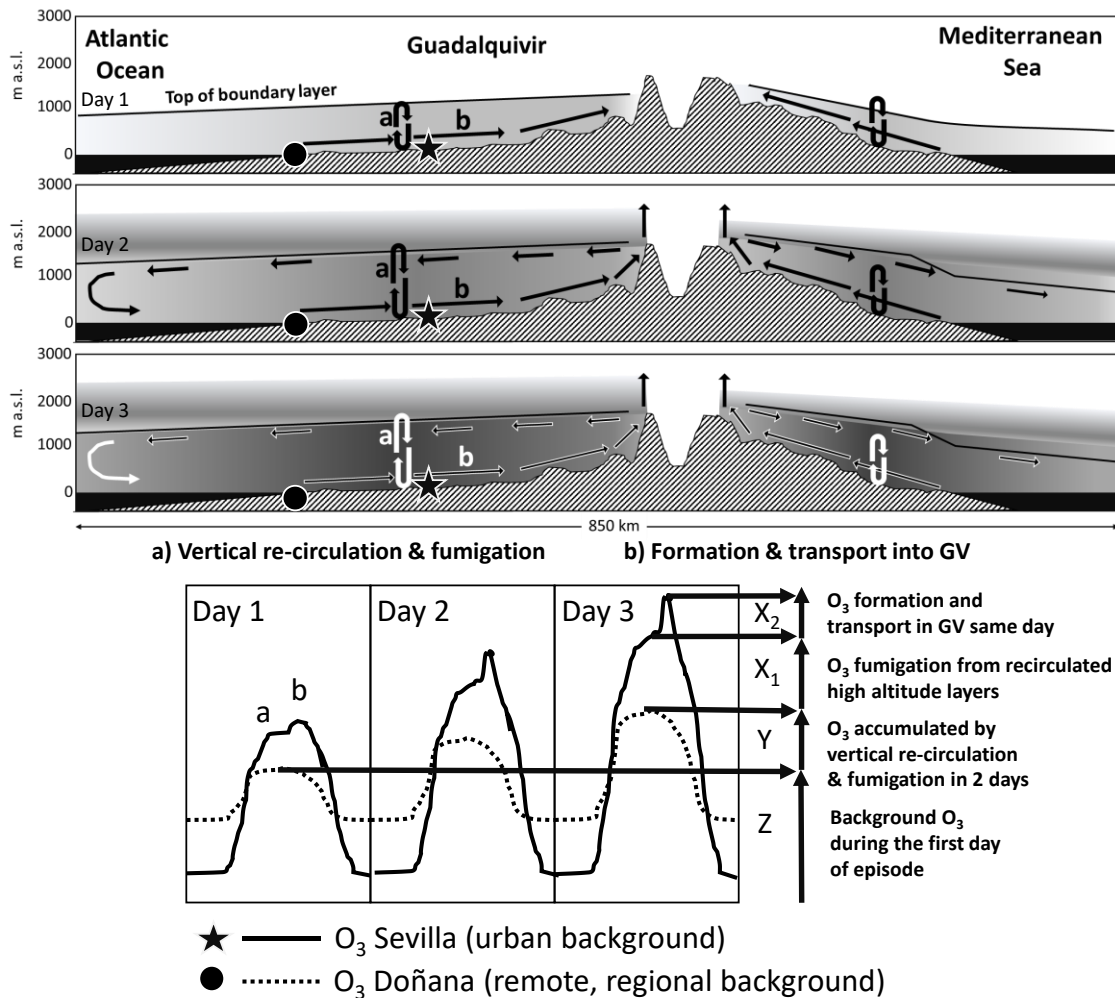 3000
2000
1000
0
m a.s.l.
Atlantic
Ocean
Guadalquivir
Mediterranean
Sea
Day 1
Top of boundary layer
a
b
3000
2000
1000
0
m a.s.l.
Day 2
a
b
3000
2000
1000
0
m a.s.l.
Day 3
a
b
850 km
a) Vertical re-circulation & fumigation
b) Formation & transport into GV
Day 1
Day 2
Day 3
a
b
X₂
X₁
Y
Z
O₃ formation and
transport in GV same day
O₃ fumigation from recirculated
high altitude layers
O₃ accumulated by
vertical re-circulation
& fumigation in 2 days
Background O₃
during the first day
of episode
O₃ Sevilla (urban background)
O₃ Doñana (remote, regional background)